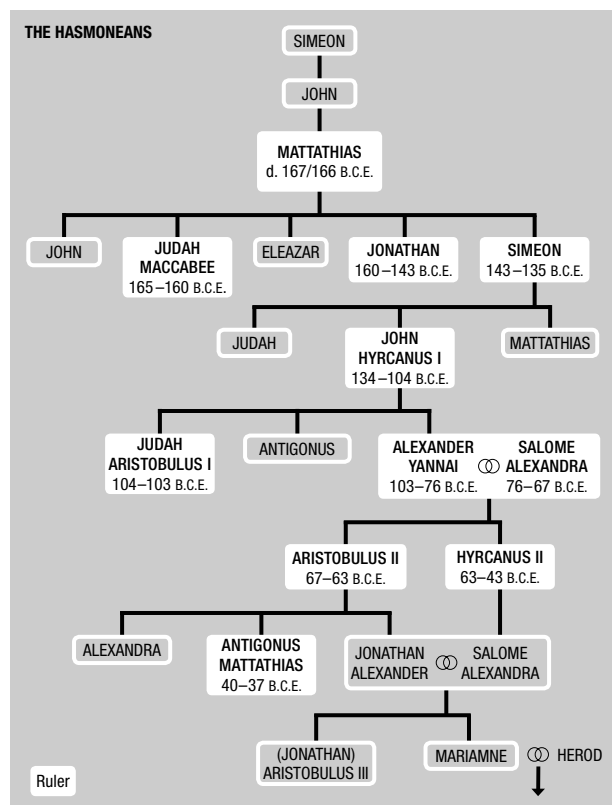 THE HASMONEANS
SIMEON
JOHN
MATTATHIAS
d. 167/166 B.C.E.
JOHN
JUDAH
MACCABEE
165–160 B.C.E.
ELEAZAR
JONATHAN
160–143 B.C.E.
SIMEON
143–135 B.C.E.
JUDAH
JOHN
HYRCANUS I
134–104 B.C.E.
MATTATHIAS
JUDAH
ARISTOBULUS I
104–103 B.C.E.
ANTIGONUS
ALEXANDER
YANNAI
103–76 B.C.E.
SALOME
ALEXANDRA
76–67 B.C.E.
ARISTOBULUS II
67–63 B.C.E.
HYRCANUS II
63–43 B.C.E.
ALEXANDRA
ANTIGONUS
MATTATHIAS
40–37 B.C.E.
JONATHAN
ALEXANDER
SALOME
ALEXANDRA
(JONATHAN)
ARISTOBULUS III
MARIAMNE
HEROD
Ruler